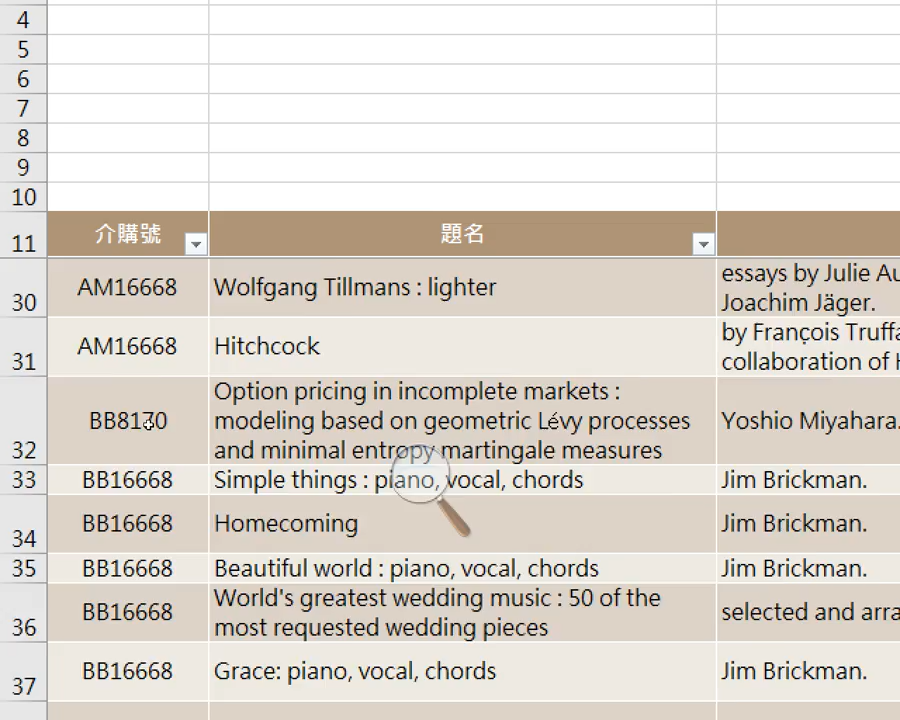 4
5
6
7
8
9
10
11 介購號 題名
30 AM16668 Wolfgang Tillmans : lighter essays by Julie Au
Joachim Jäger.
31 AM16668 Hitchcock by François Truffa
collaboration of H
32 BB8170 Option pricing in incomplete markets :
modeling based on geometric Lévy processes Yoshio Miyahara.
and minimal entropy martingale measures
33 BB16668 Simple things : piano, vocal, chords Jim Brickman.
34 BB16668 Homecoming Jim Brickman.
35 BB16668 Beautiful world : piano, vocal, chords Jim Brickman.
36 BB16668 World's greatest wedding music : 50 of the selected and arra
most requested wedding pieces
37 BB16668 Grace: piano, vocal, chords Jim Brickman.